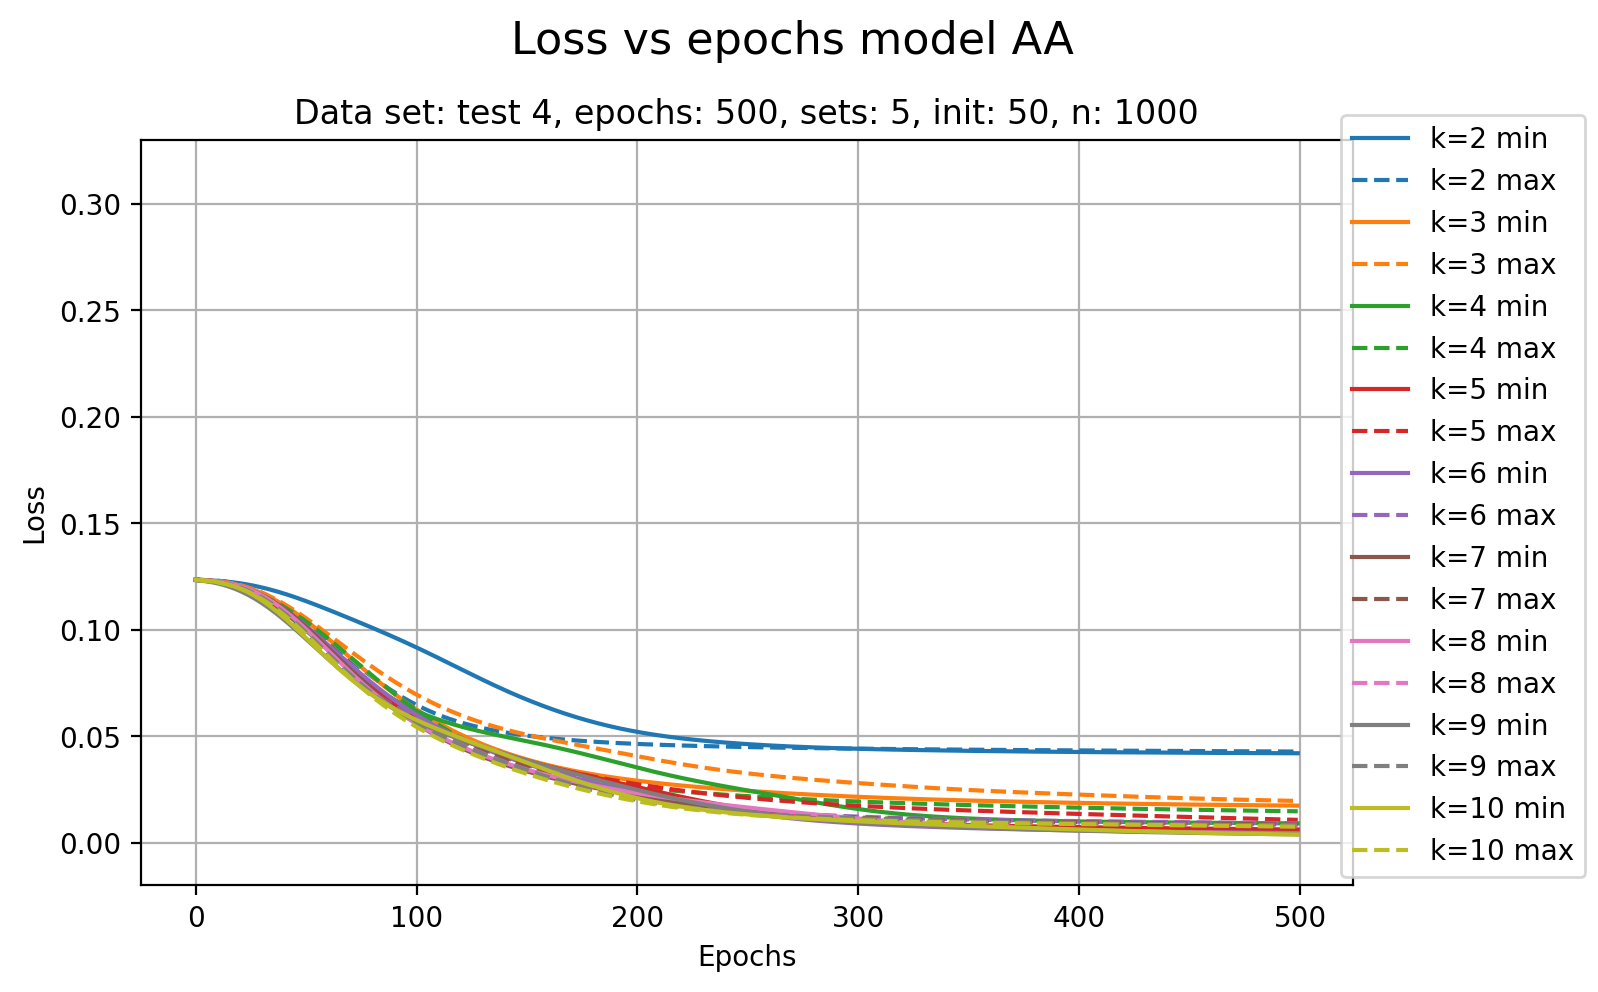 Loss vs epochs model AA
Data set: test 4, epochs: 500, sets: 5, init: 50, n: 1000
0.30
0.25
0.20
0.15
0.10
0.05
0.00
Loss
0 100 200 300 400 500
Epochs
k=2 min
k=2 max
k=3 min
k=3 max
k=4 min
k=4 max
k=5 min
k=5 max
k=6 min
k=6 max
k=7 min
k=7 max
k=8 min
k=8 max
k=9 min
k=9 max
k=10 min
k=10 max